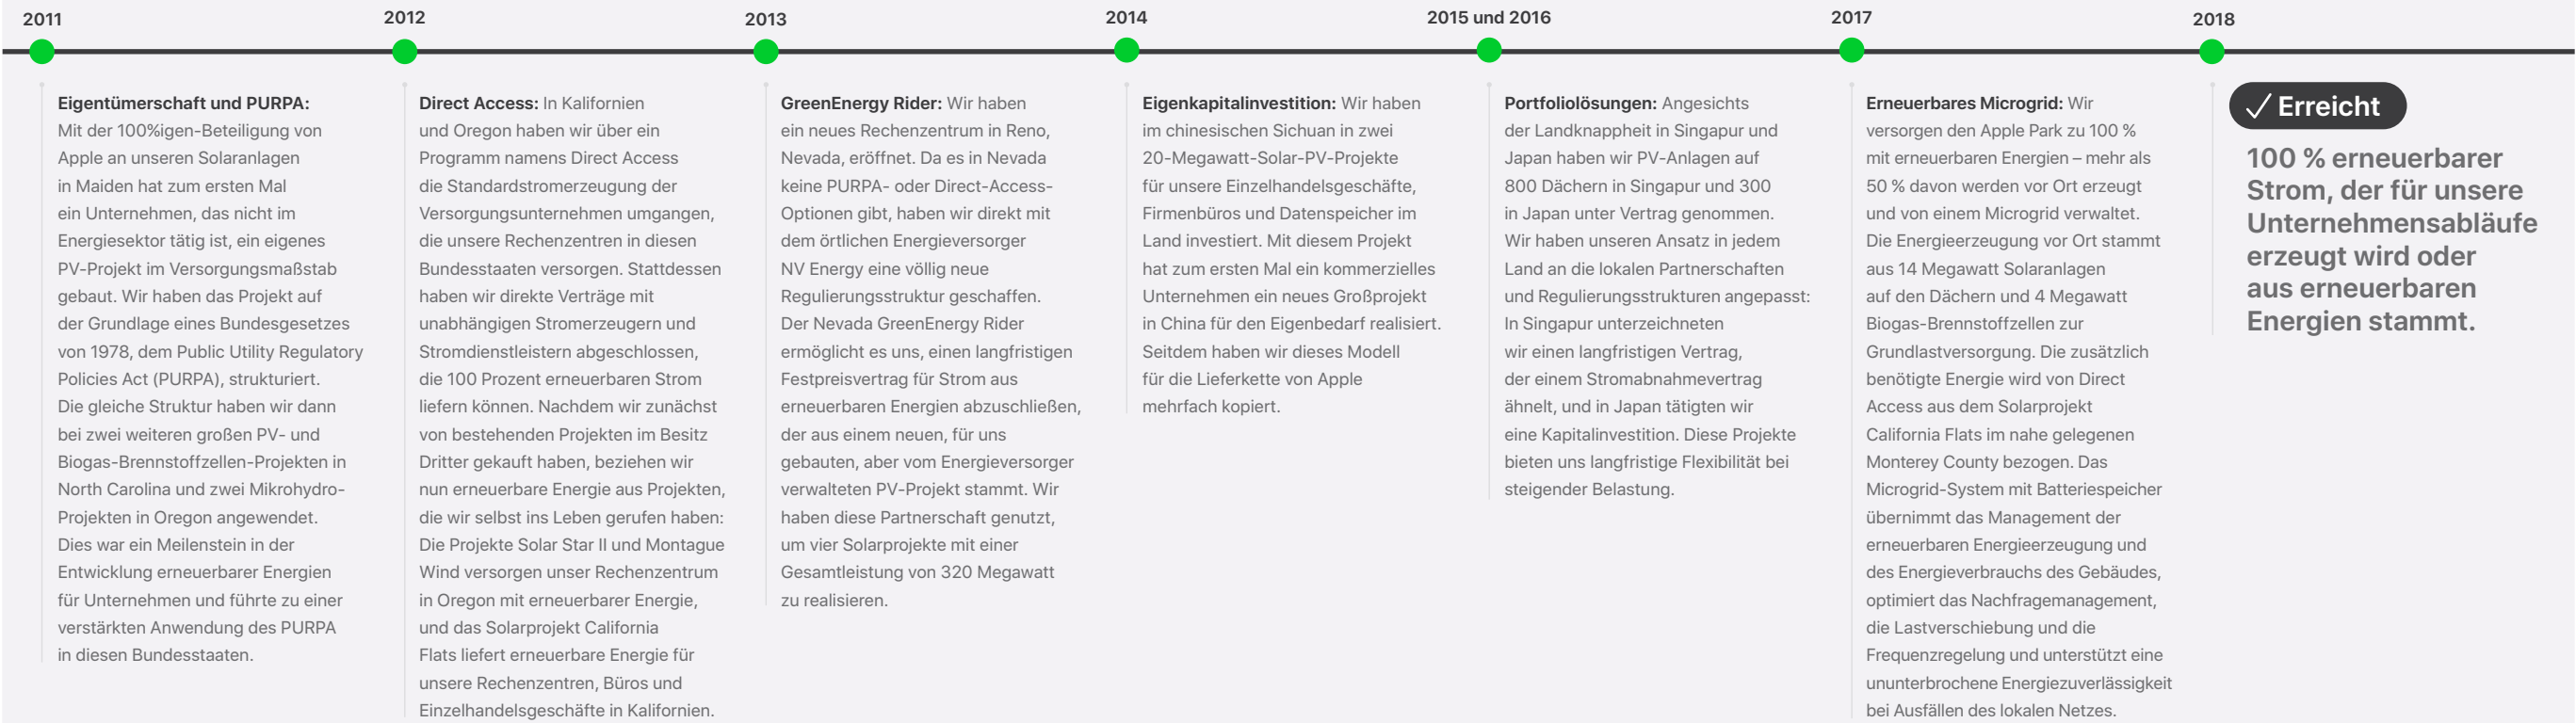 2011
Eigentümerschaft und PURPA:
Mit der 100%igen-Beteiligung von
Apple an unseren Solaranlagen
in Maiden hat zum ersten Mal
ein Unternehmen, das nicht im
Energiesektor tätig ist, ein eigenes
PV-Projekt im Versorgungsmaßstab
gebaut. Wir haben das Projekt auf
der Grundlage eines Bundesgesetzes
von 1978, dem Public Utility Regulatory
Policies Act (PURPA), strukturiert.
Die gleiche Struktur haben wir dann
bei zwei weiteren großen PV- und
Biogas-Brennstoffzellen-Projekten in
North Carolina und zwei Mikrohydro-
Projekten in Oregon angewendet.
Dies war ein Meilenstein in der
Entwicklung erneuerbarer Energien
für Unternehmen und führte zu einer
verstärkten Anwendung des PURPA
in diesen Bundesstaaten.
2012
Direct Access: In Kalifornien
und Oregon haben wir über ein
Programm namens Direct Access
die Standardstromerzeugung der
Versorgungsunternehmen umgangen,
die unsere Rechenzentren in diesen
Bundesstaaten versorgen. Stattdessen
haben wir direkte Verträge mit
unabhängigen Stromerzeugern und
Stromdienstleistern abgeschlossen,
die 100 Prozent erneuerbaren Strom
liefern können. Nachdem wir zunächst
von bestehenden Projekten im Besitz
Dritter gekauft haben, beziehen wir
nun erneuerbare Energie aus Projekten,
die wir selbst ins Leben gerufen haben:
Die Projekte Solar Star II und Montague
Wind versorgen unser Rechenzentrum
in Oregon mit erneuerbarer Energie,
und das Solarprojekt California
Flats liefert erneuerbare Energie für
unsere Rechenzentren, Büros und
Einzelhandelsgeschäfte in Kalifornien.
2013
GreenEnergy Rider: Wir haben
ein neues Rechenzentrum in Reno,
Nevada, eröffnet. Da es in Nevada
keine PURPA- oder Direct-Access-
Optionen gibt, haben wir direkt mit
dem örtlichen Energieversorger
NV Energy eine völlig neue
Regulierungsstruktur geschaffen.
Der Nevada GreenEnergy Rider
ermöglicht es uns, einen langfristigen
Festpreisvertrag für Strom aus
erneuerbaren Energien abzuschließen,
der aus einem neuen, für uns
gebauten, aber vom Energieversorger
verwalteten PV-Projekt stammt. Wir
haben diese Partnerschaft genutzt,
um vier Solarprojekte mit einer
Gesamtleistung von 320 Megawatt
zu realisieren.
2014
Eigenkapitalinvestition: Wir haben
im chinesischen Sichuan in zwei
20-Megawatt-Solar-PV-Projekte
für unsere Einzelhandelsgeschäfte,
Firmenbüros und Datenspeicher im
Land investiert. Mit diesem Projekt
hat zum ersten Mal ein kommerzielles
Unternehmen ein neues Großprojekt
in China für den Eigenbedarf realisiert.
Seitdem haben wir dieses Modell
für die Lieferkette von Apple
mehrfach kopiert.
2015 und 2016
Portfoliolösungen: Angesichts
der Landknappheit in Singapur und
Japan haben wir PV-Anlagen auf
800 Dächern in Singapur und 300
in Japan unter Vertrag genommen.
Wir haben unseren Ansatz in jedem
Land an die lokalen Partnerschaften
und Regulierungsstrukturen angepasst:
In Singapur unterzeichneten
wir einen langfristigen Vertrag,
der einem Stromabnahmevertrag
ähnelt, und in Japan tätigten wir
eine Kapitalinvestition. Diese Projekte
bieten uns langfristige Flexibilität bei
steigender Belastung.
2017
Erneuerbares Microgrid: Wir
versorgen den Apple Park zu 100 %
mit erneuerbaren Energien – mehr als
50 % davon werden vor Ort erzeugt
und von einem Microgrid verwaltet.
Die Energieerzeugung vor Ort stammt
aus 14 Megawatt Solaranlagen
auf den Dächern und 4 Megawatt
Biogas-Brennstoffzellen zur
Grundlastversorgung. Die zusätzlich
benötigte Energie wird von Direct
Access aus dem Solarprojekt
California Flats im nahe gelegenen
Monterey County bezogen. Das
Microgrid-System mit Batteriespeicher
übernimmt das Management der
erneuerbaren Energieerzeugung und
des Energieverbrauchs des Gebäudes,
optimiert das Nachfragemanagement,
die Lastverschiebung und die
Frequenzregelung und unterstützt eine
ununterbrochene Energiezuverlässigkeit
bei Ausfällen des lokalen Netzes.
2018
✓ Erreicht
100 % erneuerbarer
Strom, der für unsere
Unternehmensabläufe
erzeugt wird oder
aus erneuerbaren
Energien stammt.